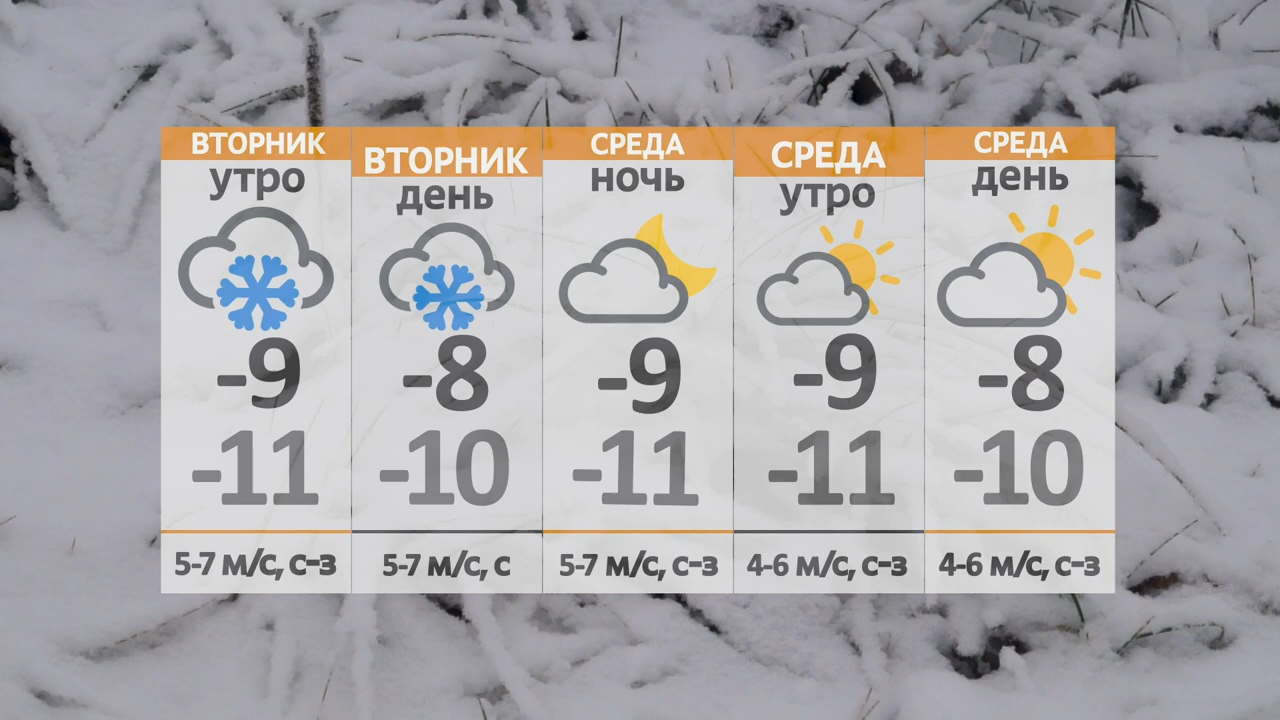 ВТОРНИК
утро
-9
-11
5-7 м/с, с-з
ВТОРНИК
день
-8
-10
5-7 м/с, с
СРЕДА
ночь
-9
-11
5-7 м/с, с-з
СРЕДА
утро
-9
-11
4-6 м/с, с-з
СРЕДА
день
-8
-10
4-6 м/с, с-з